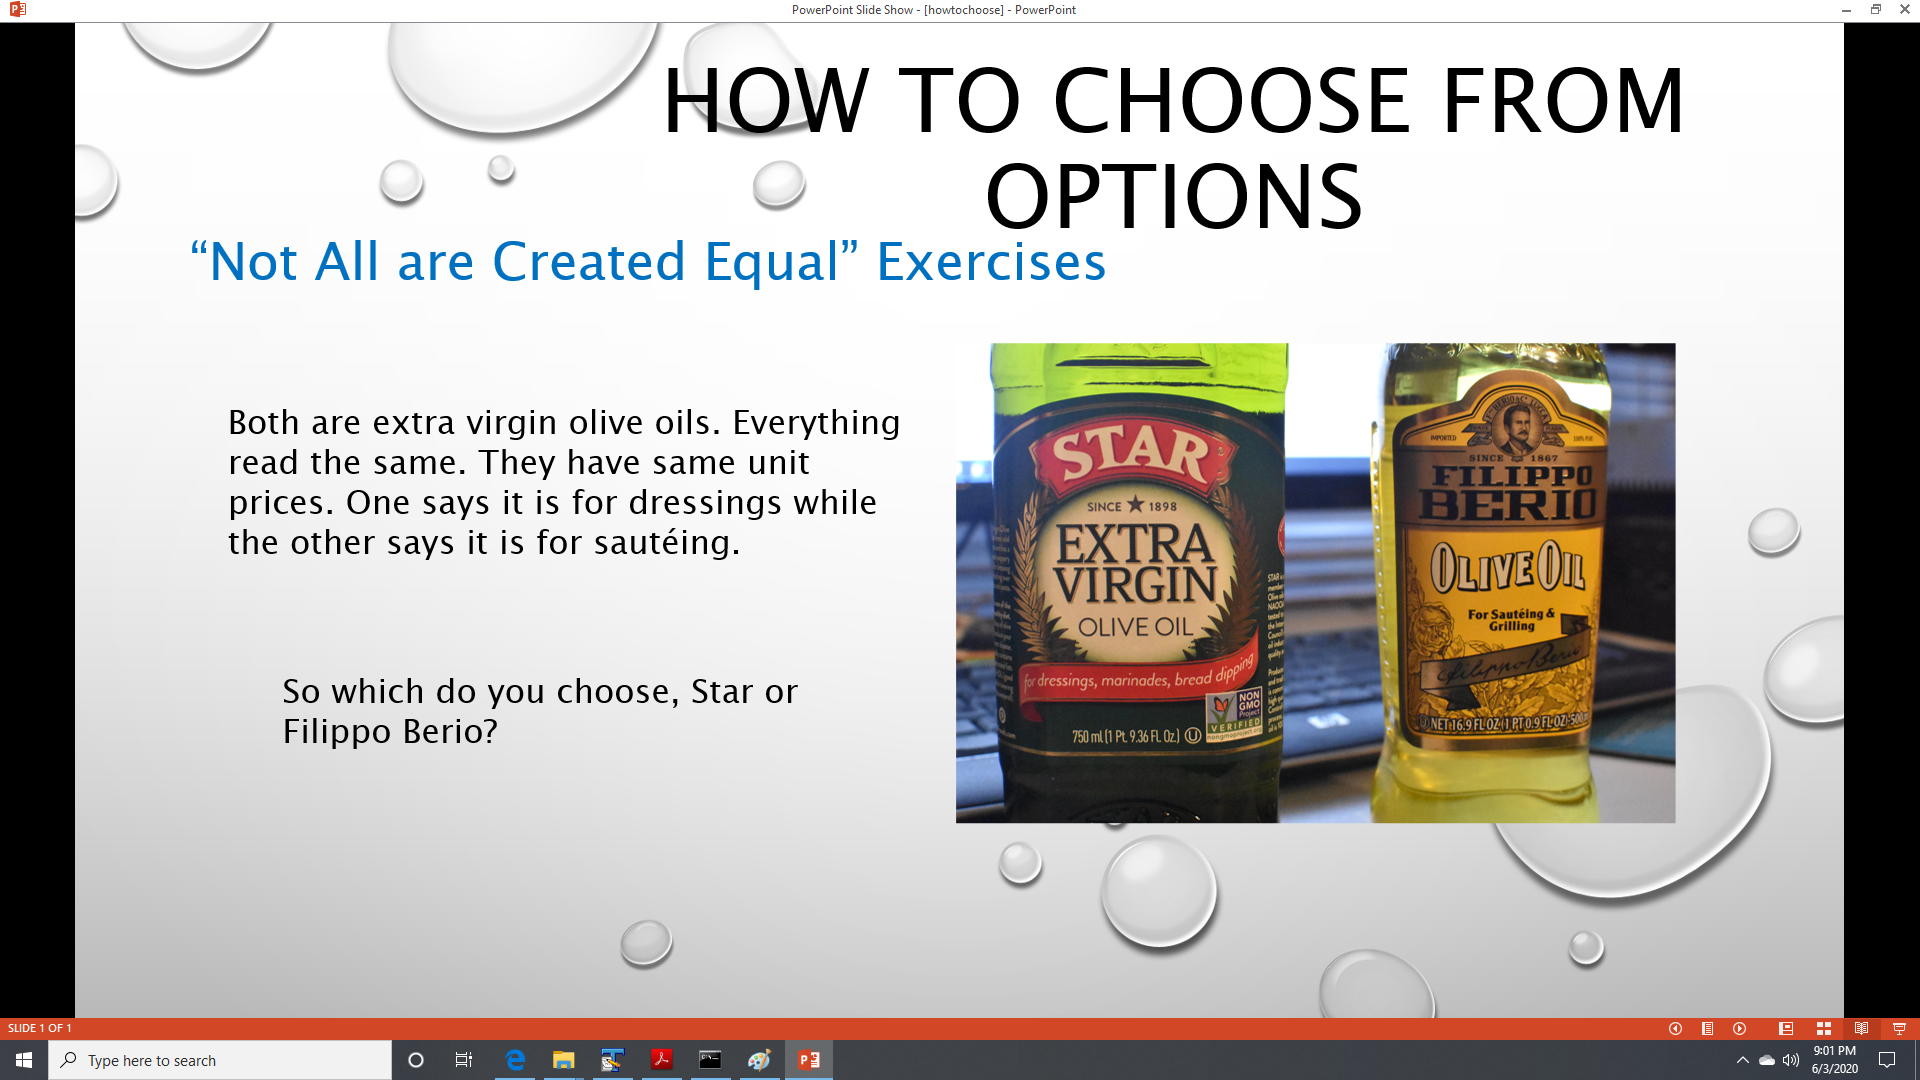 PowerPoint Slide Show - [howtochoose] - PowerPoint
HOW TO CHOOSE FROM
OPTIONS
“Not All are Created Equal” Exercises
Both are extra virgin olive oils. Everything
read the same. They have same unit
prices. One says it is for dressings while
the other says it is for sautéing.
So which do you choose, Star or
Filippo Berio?
STAR
SINCE 1898
EXTRA
VIRGIN
OLIVE OIL
for dressings, marinades, bread dipping
NON
GMO
Project
VERIFIED
nongmoproject.org
750 ml (1 Pt. 9.36 Fl. Oz.)
IMPORTED
SINCE 1867
FILIPPO
BERIO
OLIVE OIL
For Sautéing &
Grilling
Filippo Berio
NET 16.9 FL OZ (1 PT 0.9 FL OZ)
SLIDE 1 OF 1
Type here to search
9:01 PM
6/3/2020